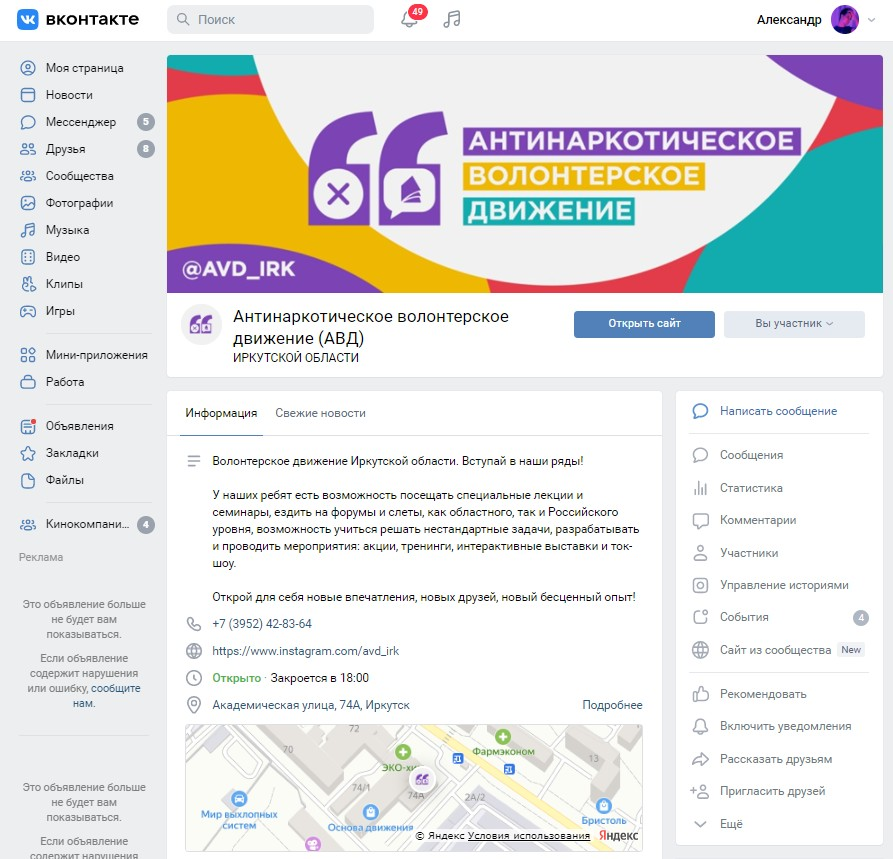 вконтакте
Поиск
49
Александр
Моя страница
Новости
Мессенджер 5
Друзья 8
Сообщества
Фотографии
Музыка
Видео
Клипы
Игры
Мини-приложения
Работа
Объявления
Закладки
Файлы
Кинокомпани... 4
Реклама
Это объявление больше
не будет вам
показываться.
Если объявление
содержит нарушения
или ошибку, сообщите
нам.
Это объявление больше
не будет вам
показываться.
Если объявление
содержит нарушения
АНТИНАРКОТИЧЕСКОЕ
ВОЛОНТЕРСКОЕ
ДВИЖЕНИЕ
@AVD_IRK
Антинаркотическое волонтерское
движение (АВД)
ИРКУТСКОЙ ОБЛАСТИ
Открыть сайт
Вы участник
Информация
Свежие новости
Волонтерское движение Иркутской области. Вступай в наши ряды!
У наших ребят есть возможность посещать специальные лекции и
семинары, ездить на форумы и слеты, как областного, так и Российского
уровня, возможность учиться решать нестандартные задачи, разрабатывать
и проводить мероприятия: акции, тренинги, интерактивные выставки и ток-
шоу.
Открой для себя новые впечатления, новых друзей, новый бесценный опыт!
+7 (3952) 42-83-64
https://www.instagram.com/avd_irk
Открыто · Закроется в 18:00
Академическая улица, 74А, Иркутск
Подробнее
72
70
Фармэконом
13
ЭКО-хи
74/1
74А
2А/2
Мир выхлопных
систем
Основа движения
Бристоль
© Яндекс Условия использования Яндекс
Написать сообщение
Сообщения
Статистика
Комментарии
Участники
Управление историями
События 4
Сайт из сообщества New
Рекомендовать
Включить уведомления
Рассказать друзьям
Пригласить друзей
Ещё